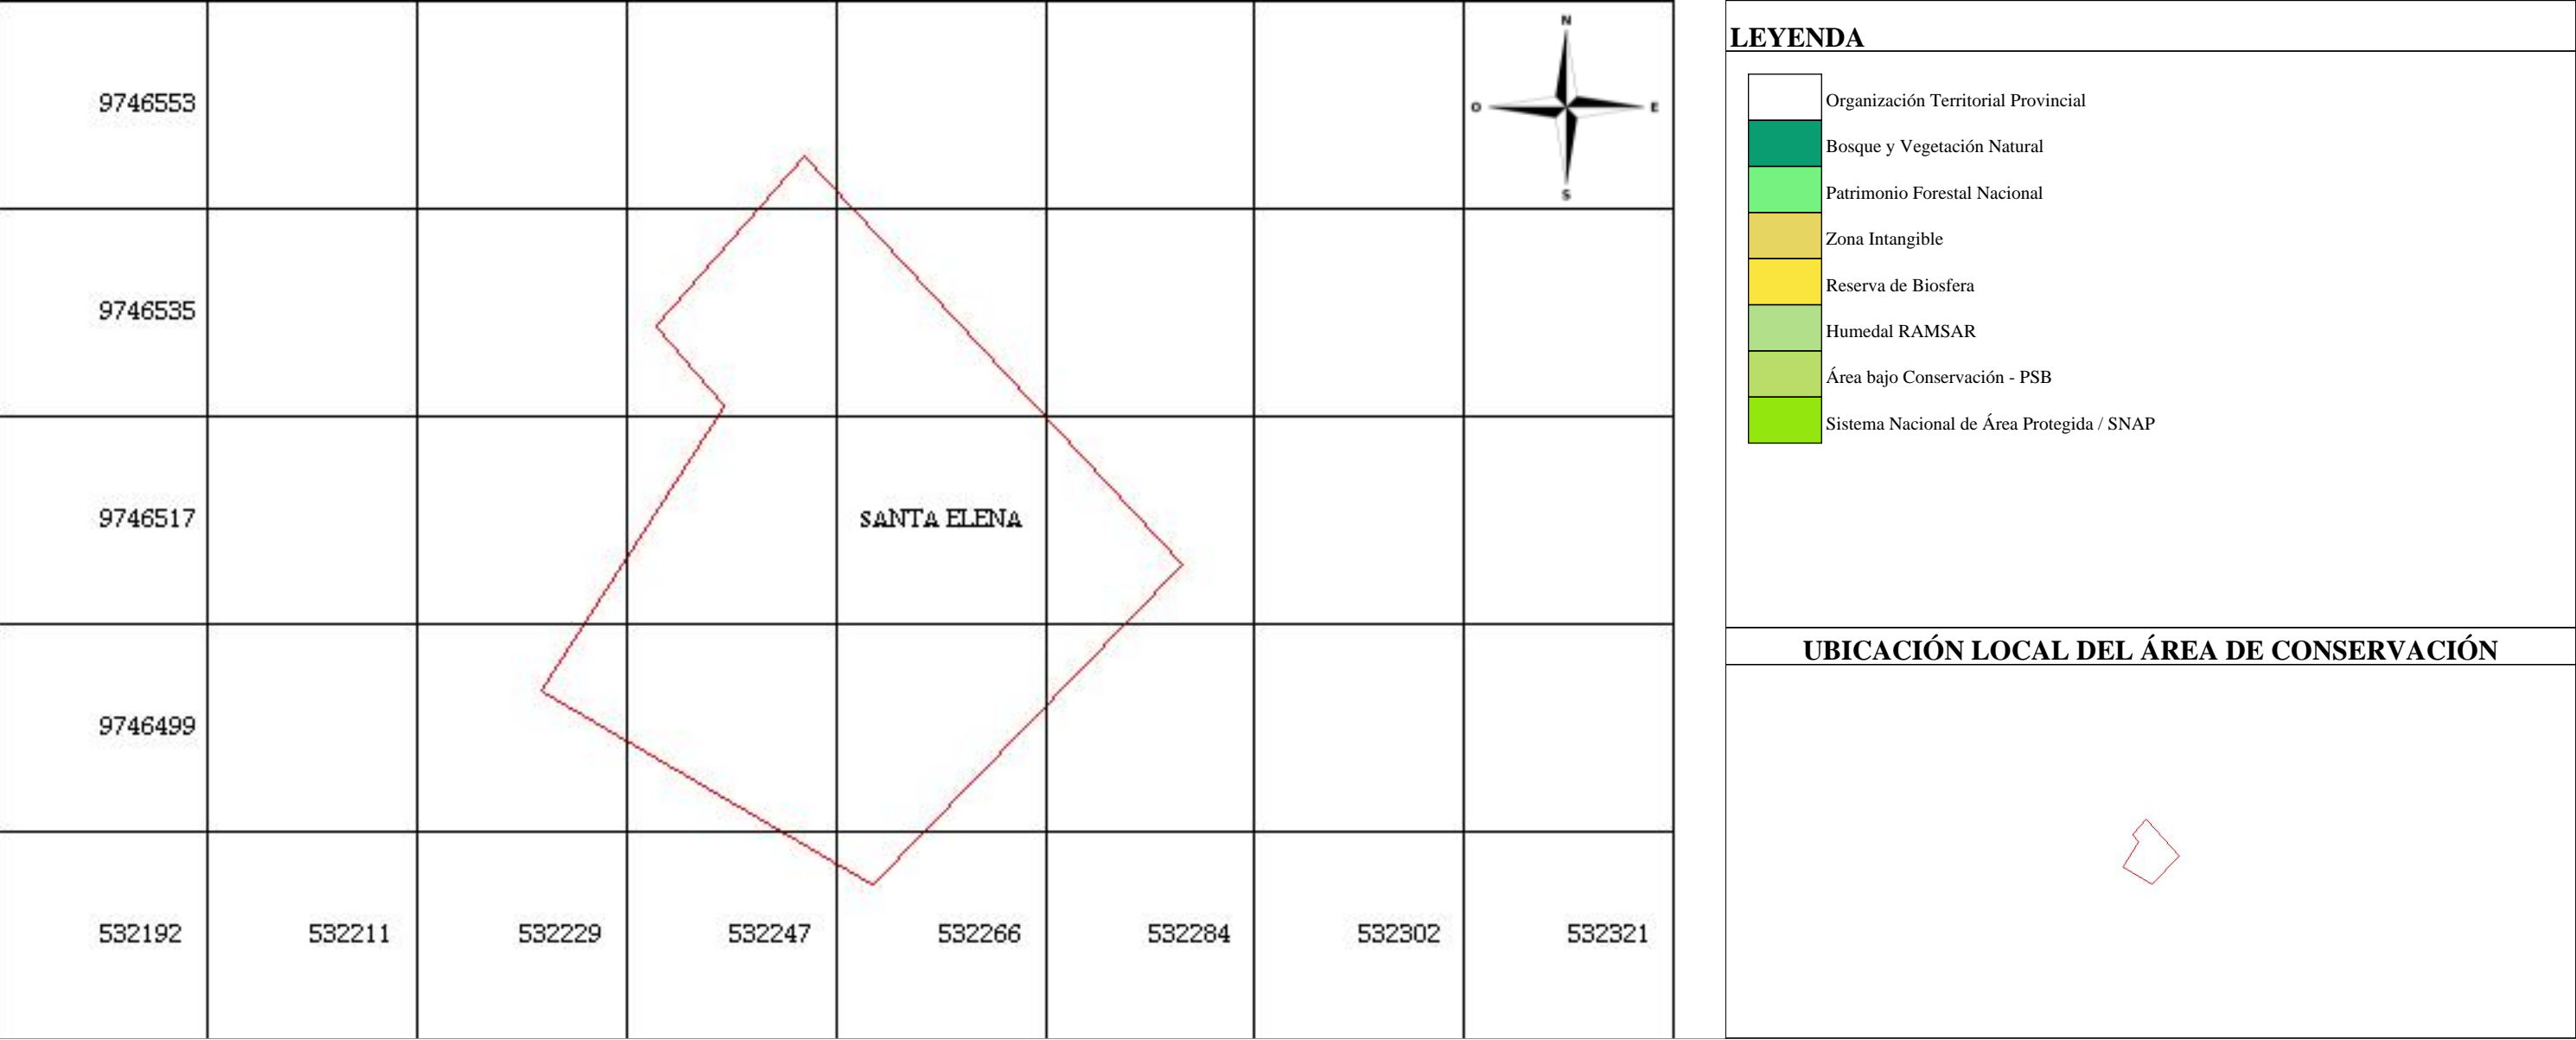 N
O
E
S
9746553
9746535
9746517
SANTA ELENA
9746499
532192
532211
532229
532247
532266
532284
532302
532321
LEYENDA
Organización Territorial Provincial
Bosque y Vegetación Natural
Patrimonio Forestal Nacional
Zona Intangible
Reserva de Biosfera
Humedal RAMSAR
Área bajo Conservación - PSB
Sistema Nacional de Área Protegida / SNAP
UBICACIÓN LOCAL DEL ÁREA DE CONSERVACIÓN